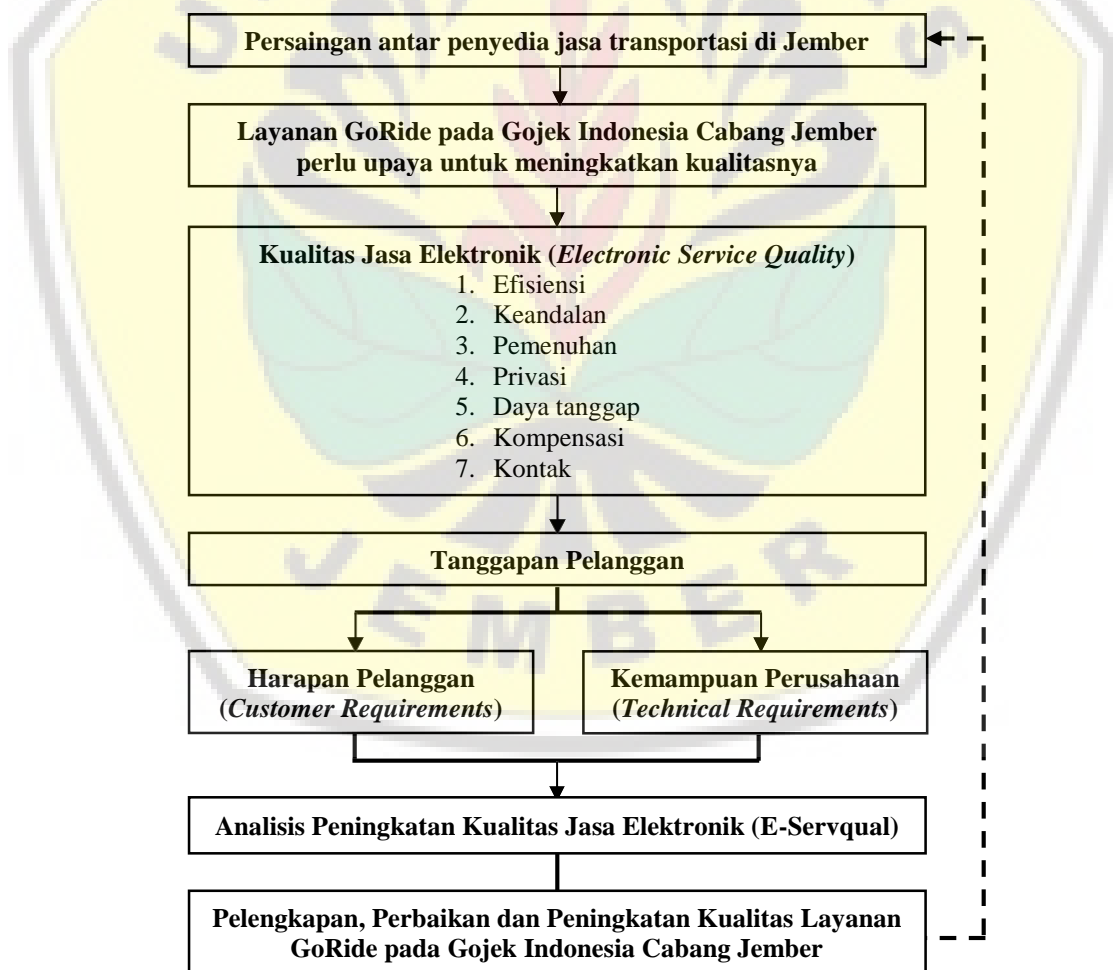 Persaingan antar penyedia jasa transportasi di Jember
Layanan GoRide pada Gojek Indonesia Cabang Jember
perlu upaya untuk meningkatkan kualitasnya
Kualitas Jasa Elektronik (Electronic Service Quality)
1. Efisiensi
2. Keandalan
3. Pemenuhan
4. Privasi
5. Daya tanggap
6. Kompensasi
7. Kontak
Tanggapan Pelanggan
JEMBER
Harapan Pelanggan
(Customer Requirements)
Kemampuan Perusahaan
(Technical Requirements)
Analisis Peningkatan Kualitas Jasa Elektronik (E-Servqual)
Pelengkapan, Perbaikan dan Peningkatan Kualitas Layanan
GoRide pada Gojek Indonesia Cabang Jember